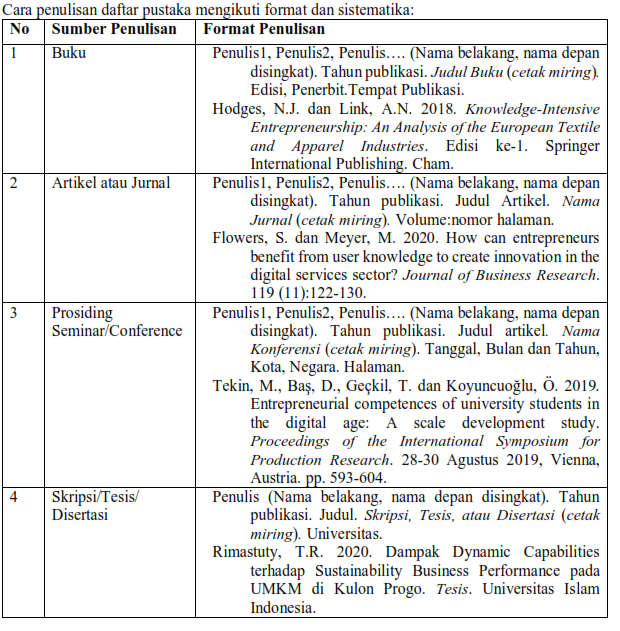 Cara penulisan daftar pustaka mengikuti format dan sistematika:
No Sumber Penulisan Format Penulisan
1 Buku Penulis1, Penulis2, Penulis…. (Nama belakang, nama depan
disingkat). Tahun publikasi. Judul Buku (cetak miring).
Edisi, Penerbit.Tempat Publikasi.
Hodges, N.J. dan Link, A.N. 2018. Knowledge-Intensive
Entrepreneurship: An Analysis of the European Textile
and Apparel Industries. Edisi ke-1. Springer
International Publishing. Cham.
2 Artikel atau Jurnal Penulis1, Penulis2, Penulis…. (Nama belakang, nama depan
disingkat). Tahun publikasi. Judul Artikel. Nama
Jurnal (cetak miring). Volume:nomor halaman.
Flowers, S. dan Meyer, M. 2020. How can entrepreneurs
benefit from user knowledge to create innovation in the
digital services sector? Journal of Business Research.
119 (11):122-130.
3 Prosiding Penulis1, Penulis2, Penulis…. (Nama belakang, nama depan
Seminar/Conference disingkat). Tahun publikasi. Judul artikel. Nama
Konferensi (cetak miring). Tanggal, Bulan dan Tahun,
Kota, Negara. Halaman.
Tekin, M., Baş, D., Geçkil, T. dan Koyuncuoğlu, Ö. 2019.
Entrepreneurial competences of university students in
the digital age: A scale development study.
Proceedings of the International Symposium for
Production Research. 28-30 Agustus 2019, Vienna,
Austria. pp. 593-604.
4 Skripsi/Tesis/ Penulis (Nama belakang, nama depan disingkat). Tahun
Disertasi publikasi. Judul. Skripsi, Tesis, atau Disertasi (cetak
miring). Universitas.
Rimastuty, T.R. 2020. Dampak Dynamic Capabilities
terhadap Sustainability Business Performance pada
UMKM di Kulon Progo. Tesis. Universitas Islam
Indonesia.